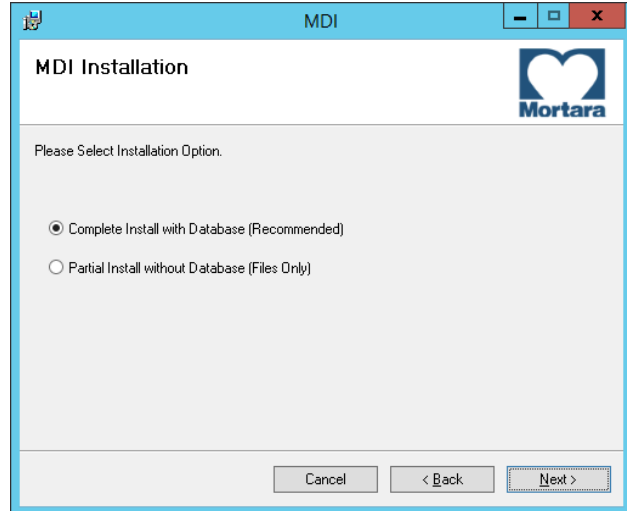 MDI
MDI Installation
Mortara
Please Select Installation Option.
Complete Install with Database (Recommended)
Partial Install without Database (Files Only)
Cancel
< Back
Next >